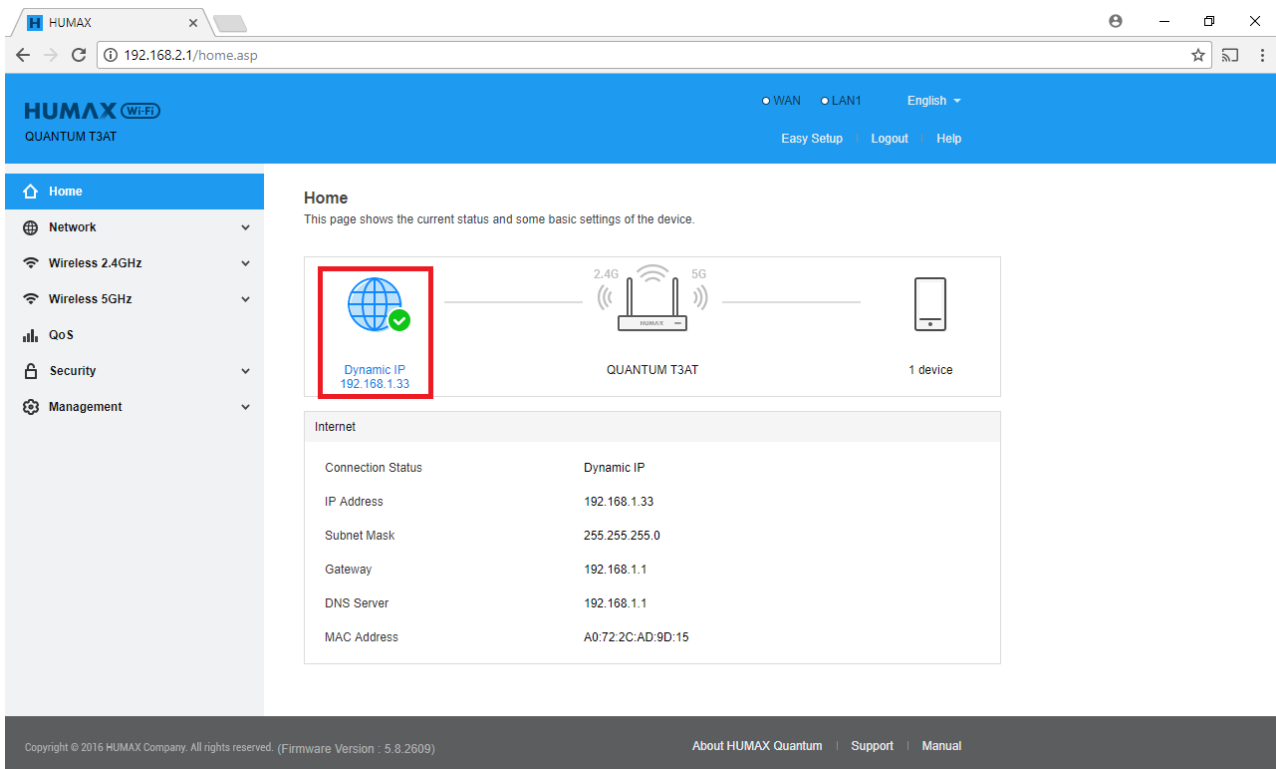 HUMAX
192.168.2.1/home.asp
HUMAX Wi-Fi
QUANTUM T3AT
WAN LAN1 English
Easy Setup | Logout | Help
Home
Network
Wireless 2.4GHz
Wireless 5GHz
QoS
Security
Management
Home
This page shows the current status and some basic settings of the device.
2.4G 5G
HUMAX
Dynamic IP
192.168.1.33
QUANTUM T3AT
1 device
Internet
Connection Status Dynamic IP
IP Address 192.168.1.33
Subnet Mask 255.255.255.0
Gateway 192.168.1.1
DNS Server 192.168.1.1
MAC Address A0:72:2C:AD:9D:15
Copyright © 2016 HUMAX Company. All rights reserved. (Firmware Version : 5.8.2609) About HUMAX Quantum | Support | Manual